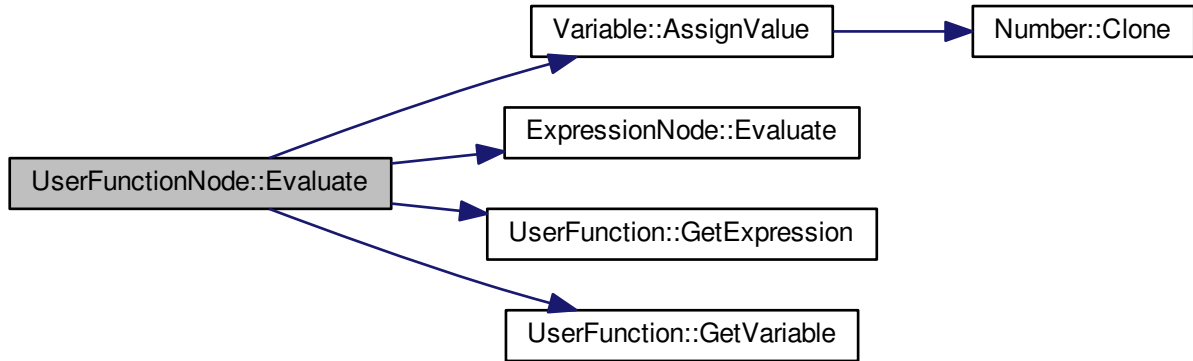 Variable::AssignValue
Number::Clone
ExpressionNode::Evaluate
UserFunctionNode::Evaluate
UserFunction::GetExpression
UserFunction::GetVariable